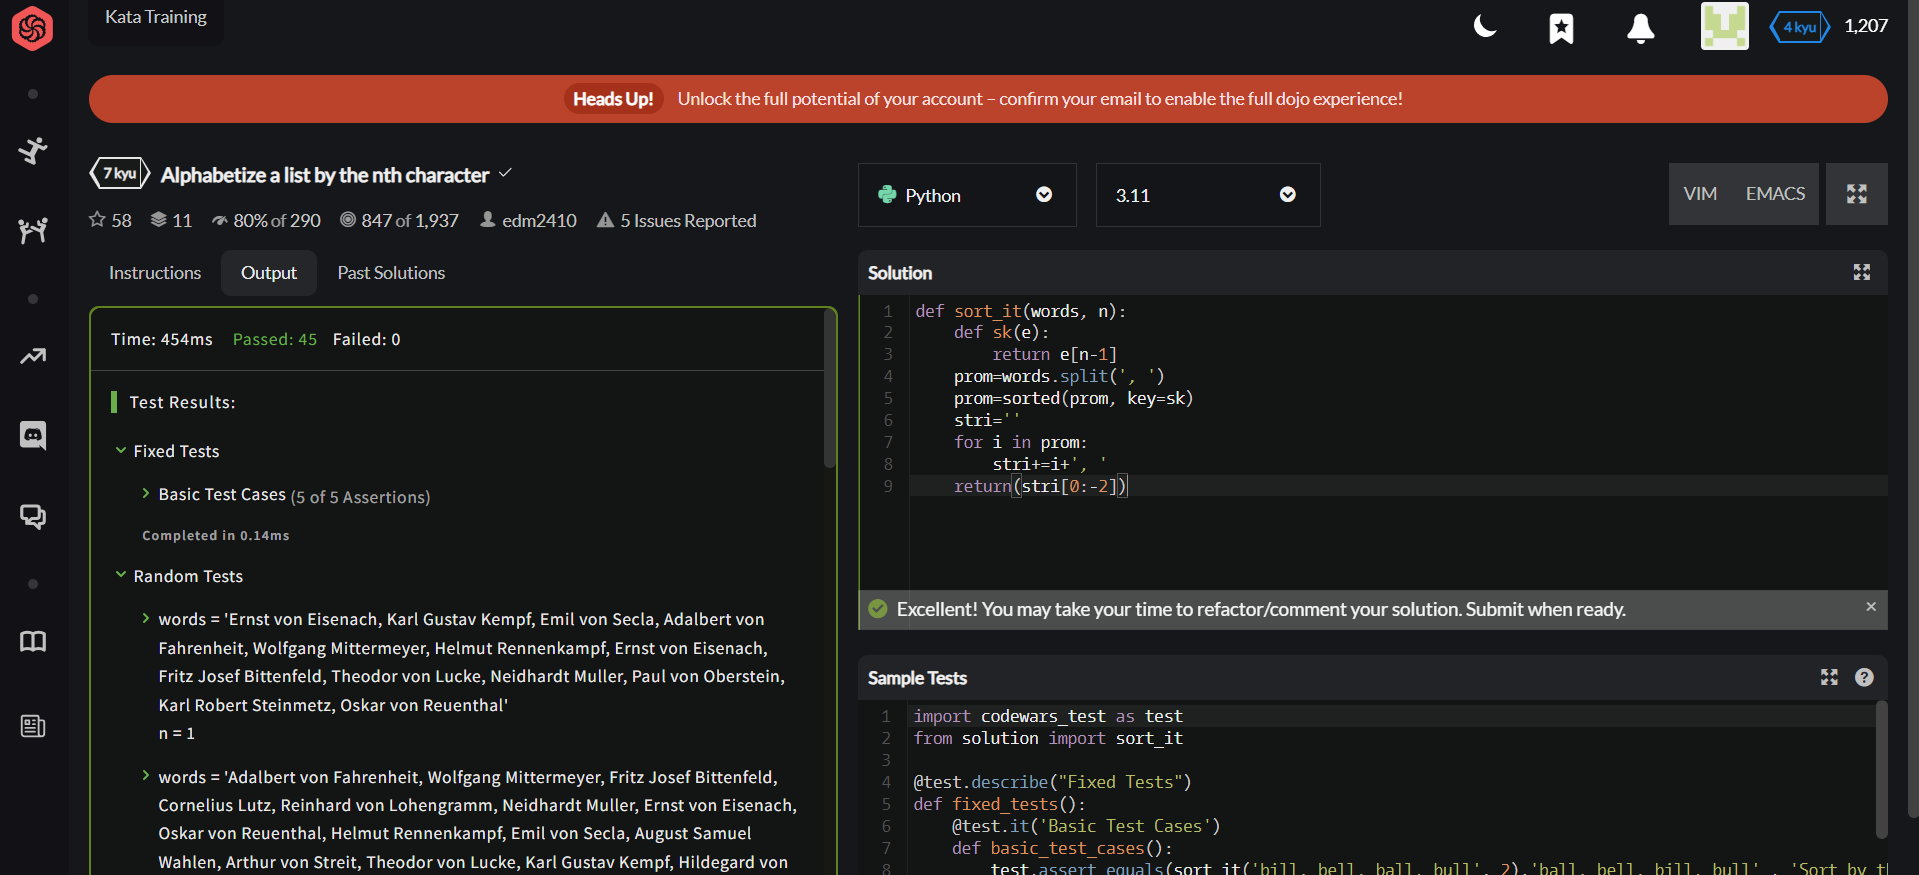 Kata Training
4 kyu 1,207
Heads Up! Unlock the full potential of your account – confirm your email to enable the full dojo experience!
7 kyu Alphabetize a list by the nth character
58 11 80% of 290 847 of 1,937 edm2410 5 Issues Reported
Instructions Output Past Solutions
Time: 454ms Passed: 45 Failed: 0
Test Results:
Fixed Tests
Basic Test Cases (5 of 5 Assertions)
Completed in 0.14ms
Random Tests
words = 'Ernst von Eisenach, Karl Gustav Kempf, Emil von Secla, Adalbert von
Fahrenheit, Wolfgang Mittermeyer, Helmut Rennenkampf, Ernst von Eisenach,
Fritz Josef Bittenfeld, Theodor von Lucke, Neidhardt Muller, Paul von Oberstein,
Karl Robert Steinmetz, Oskar von Reuenthal'
n = 1
words = 'Adalbert von Fahrenheit, Wolfgang Mittermeyer, Fritz Josef Bittenfeld,
Cornelius Lutz, Reinhard von Lohengramm, Neidhardt Muller, Ernst von Eisenach,
Oskar von Reuenthal, Helmut Rennenkampf, Emil von Secla, August Samuel
Wahlen, Arthur von Streit, Theodor von Lucke, Karl Gustav Kempf, Hildegard von
Python 3.11 VIM EMACS
Solution
1 def sort_it(words, n):
2     def sk(e):
3         return e[n-1]
4     prom=words.split(', ')
5     prom=sorted(prom, key=sk)
6     stri=''
7     for i in prom:
8         stri+=i+', '
9     return(stri[0:-2])
Excellent! You may take your time to refactor/comment your solution. Submit when ready. ×
Sample Tests ?
1 import codewars_test as test
2 from solution import sort_it
3
4 @test.describe("Fixed Tests")
5 def fixed_tests():
6     @test.it('Basic Test Cases')
7     def basic_test_cases():
8         test.assert_equals(sort_it('bill, bell, ball, bull', 2),'ball, bell, bill, bull' , 'Sort by t